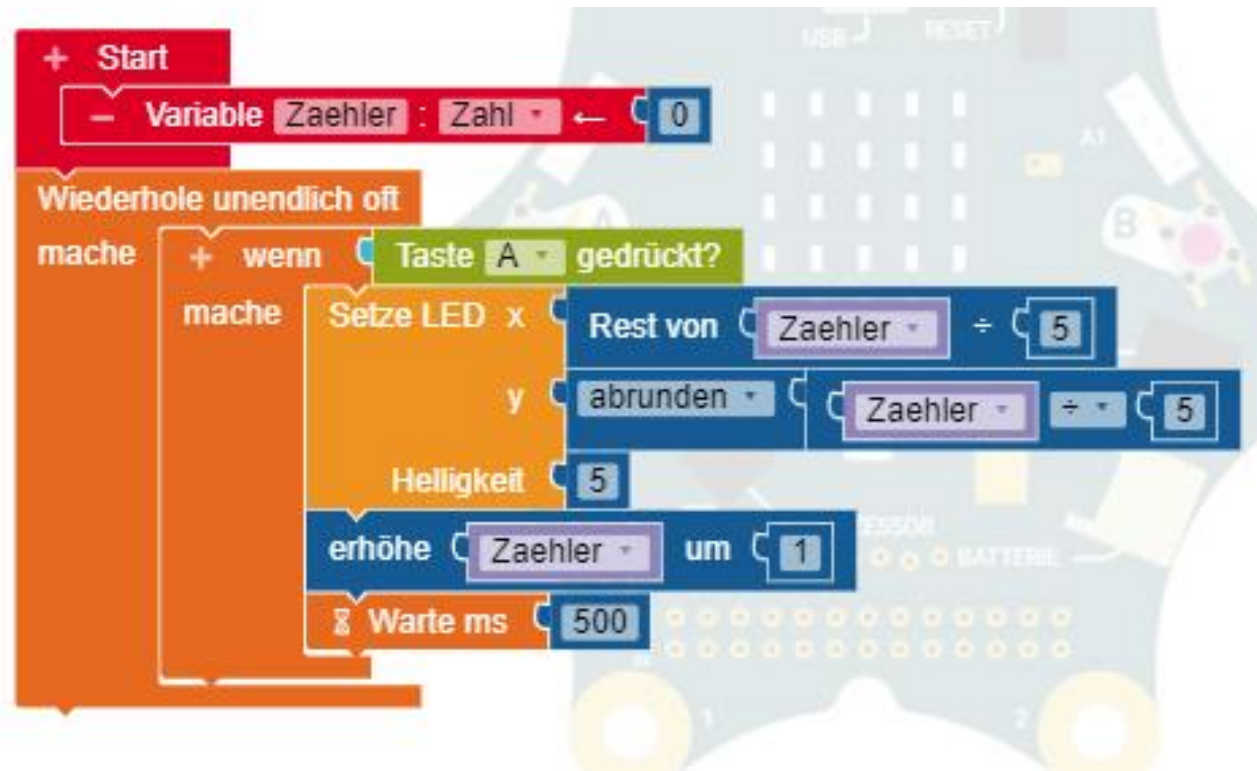 USB
RESET
+ Start
– Variable Zaehler : Zahl ← 0
A1
Wiederhole unendlich oft
A
B
mache + wenn Taste A gedrückt?
mache Setze LED x Rest von Zaehler ÷ 5
y abrunden Zaehler ÷ 5
Helligkeit 5
erhöhe Zaehler um 1
BATTERIE
Warte ms 500
1
2